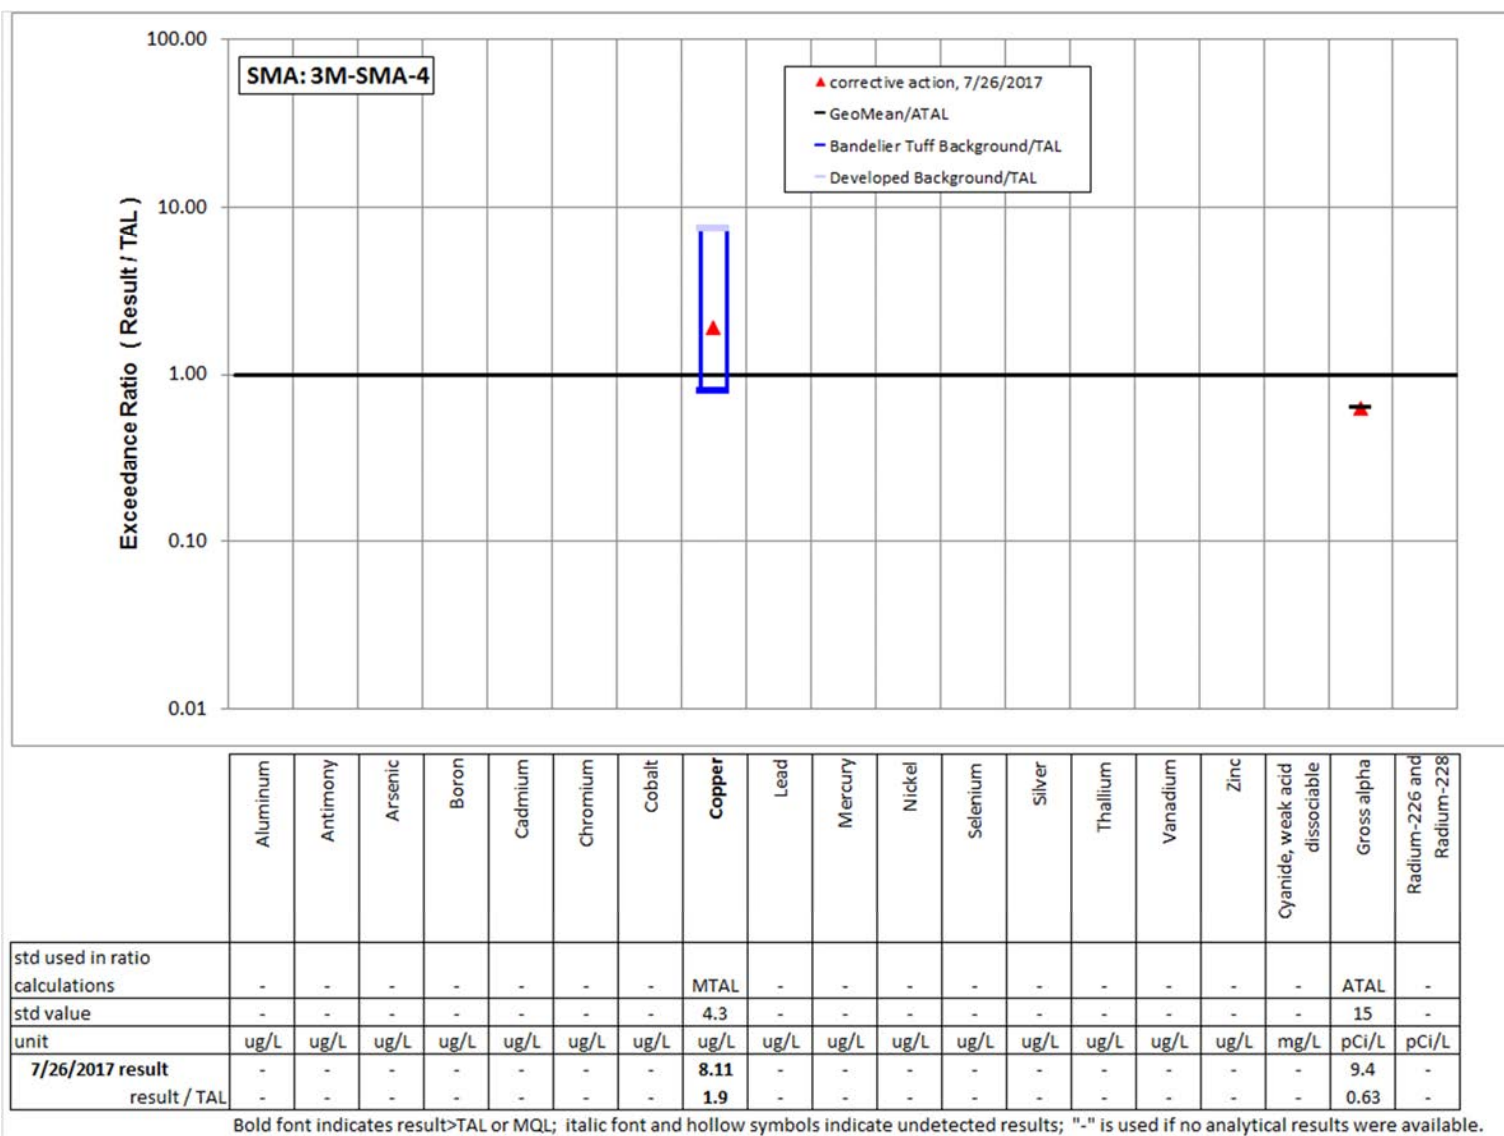 100.00
SMA: 3M-SMA-4
corrective action, 7/26/2017
GeoMean/ATAL
Bandelier Tuff Background/TAL
Developed Background/TAL
10.00
Exceedance Ratio ( Result / TAL )
1.00
0.10
0.01
Aluminum
Antimony
Arsenic
Boron
Cadmium
Chromium
Cobalt
Copper
Lead
Mercury
Nickel
Selenium
Silver
Thallium
Vanadium
Zinc
Cyanide, weak acid
dissociable
Gross alpha
Radium-226 and
Radium-228
std used in ratio
calculations - - - - - - - MTAL - - - - - - - - - ATAL -
std value - - - - - - - 4.3 - - - - - - - - - 15 -
unit ug/L ug/L ug/L ug/L ug/L ug/L ug/L ug/L ug/L ug/L ug/L ug/L ug/L ug/L ug/L ug/L mg/L pCi/L pCi/L
7/26/2017 result - - - - - - - 8.11 - - - - - - - - - 9.4 -
result / TAL - - - - - - - 1.9 - - - - - - - - - 0.63 -
Bold font indicates result>TAL or MQL; italic font and hollow symbols indicate undetected results; "-" is used if no analytical results were available.